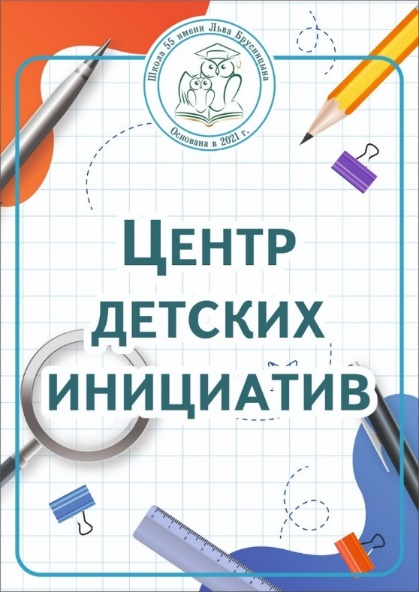 Школа 55 имени Льва Брусницына
Основана в 2021 г.
Центр
детских
инициатив